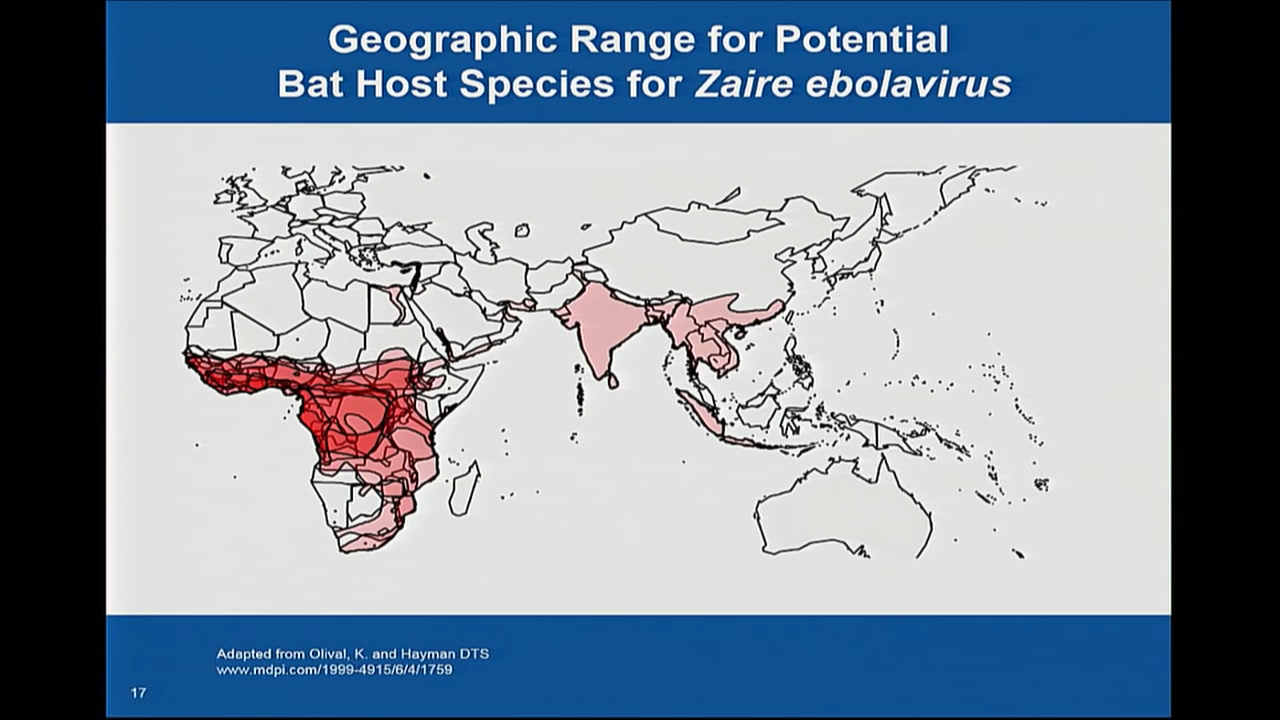 Geographic Range for Potential
Bat Host Species for Zaire ebolavirus
Adapted from Olival, K. and Hayman DTS
www.mdpi.com/1999-4915/6/4/1759
17